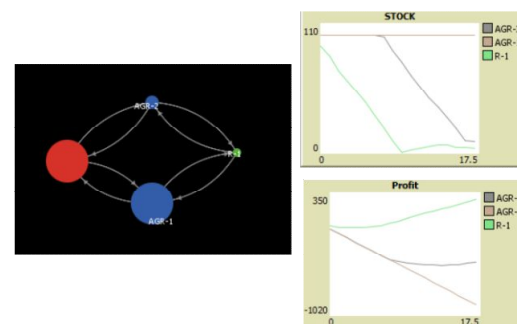 AGR-2
R-1
AGR-1
STOCK
110
0
0
17.5
AGR-
AGR-
R-1
Profit
350
-1020
0
17.5
AGR-
AGR-
R-1